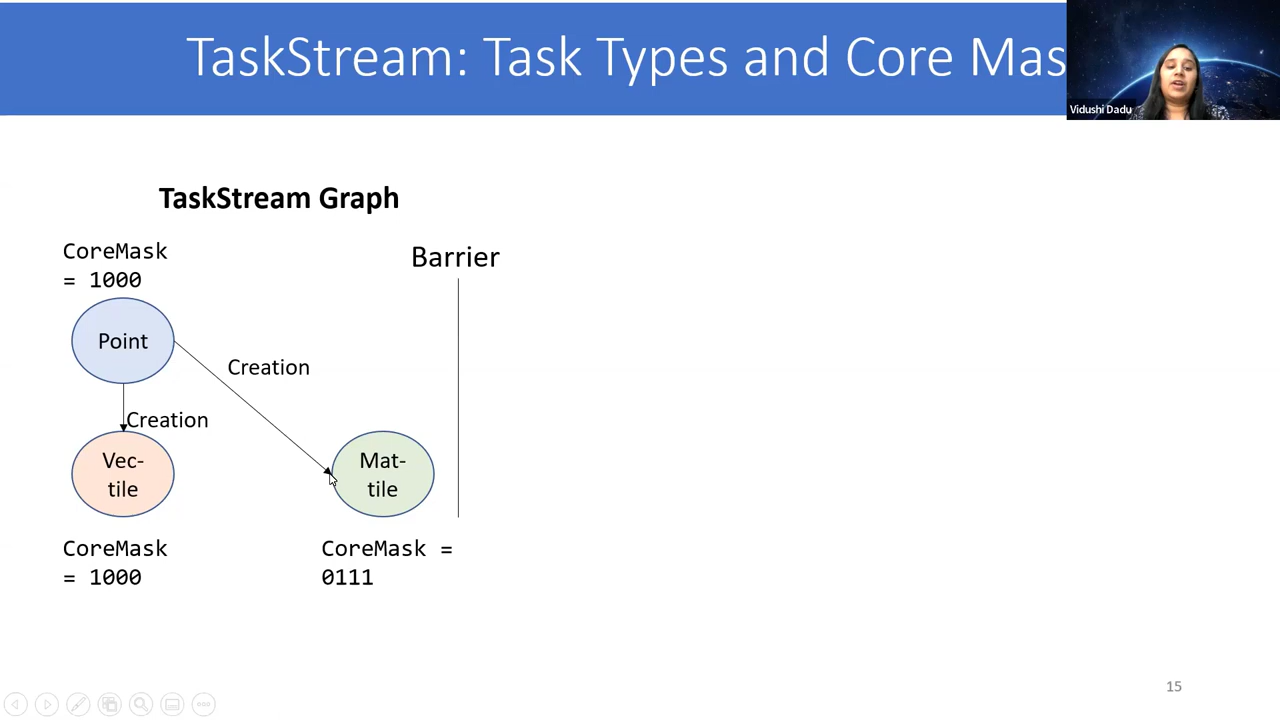 TaskStream: Task Types and Core Mas
Vidushi Dadu
TaskStream Graph
CoreMask
= 1000
Barrier
Point
Creation
Creation
Vec-
tile
Mat-
tile
CoreMask
= 1000
CoreMask =
0111
15